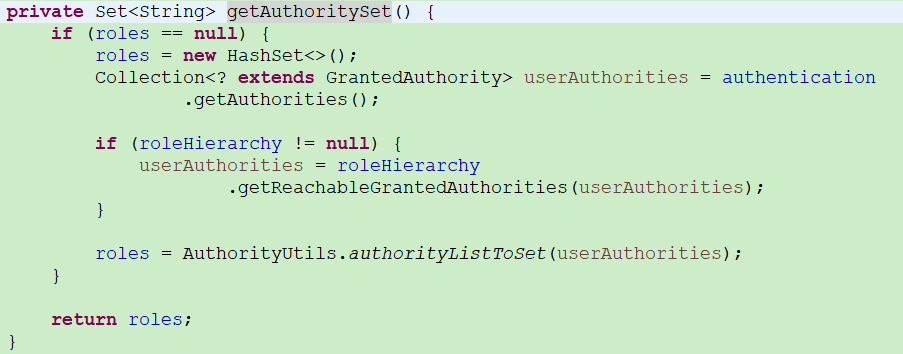 private Set<String> getAuthoritySet() {
    if (roles == null) {
        roles = new HashSet<>();
        Collection<? extends GrantedAuthority> userAuthorities = authentication
                .getAuthorities();

        if (roleHierarchy != null) {
            userAuthorities = roleHierarchy
                    .getReachableGrantedAuthorities(userAuthorities);
        }

        roles = AuthorityUtils.authorityListToSet(userAuthorities);
    }

    return roles;
}